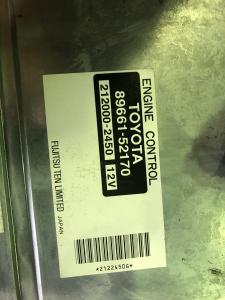 ENGINE CONTROL
TOYOTA
89661-52170
212000-2450 12V
FUJITSU TEN LIMITED JAPAN
*2122450G*